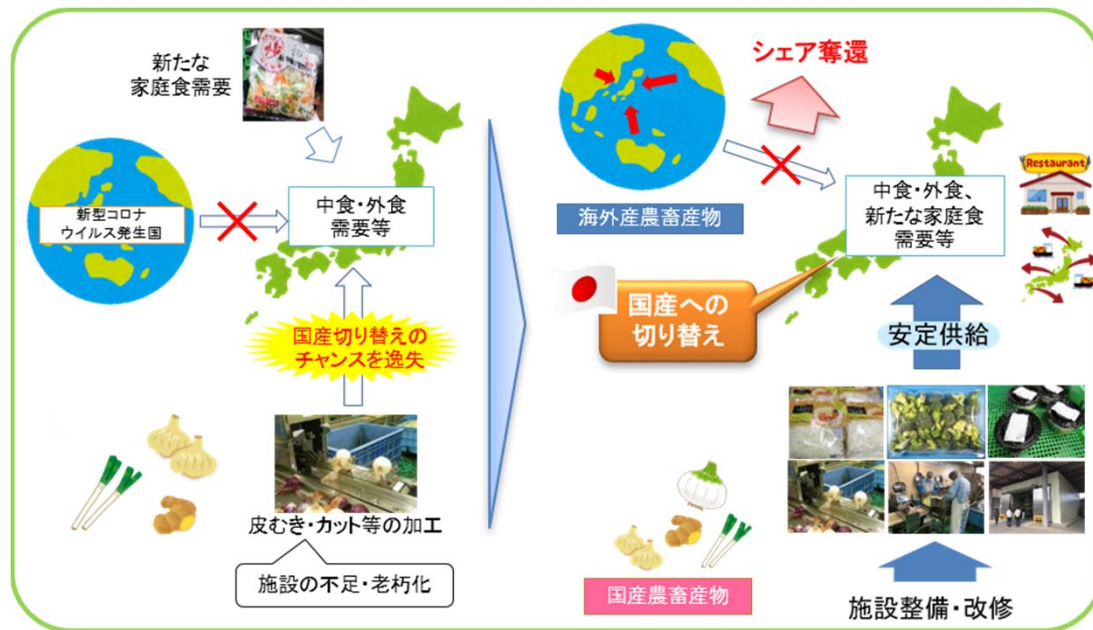 新たな
家庭食需要
新型コロナ
ウイルス発生国
中食・外食
需要等
国産切り替えの
チャンスを逸失
皮むき・カット等の加工
施設の不足・老朽化
シェア奪還
海外産農畜産物
中食・外食、
新たな家庭食
需要等
Restaurant
国産への
切り替え
安定供給
国産農畜産物
施設整備・改修